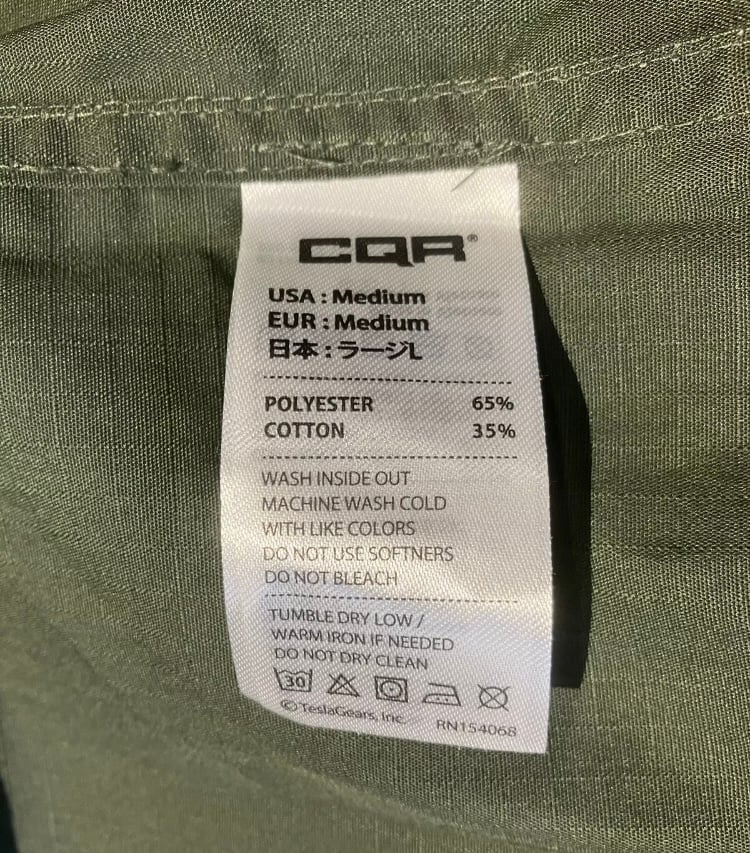 CQR®
USA : Medium
EUR : Medium
日本 : ラージL
POLYESTER 65%
COTTON 35%
WASH INSIDE OUT
MACHINE WASH COLD
WITH LIKE COLORS
DO NOT USE SOFTNERS
DO NOT BLEACH
TUMBLE DRY LOW /
WARM IRON IF NEEDED
DO NOT DRY CLEAN
30
©TeslaGears, Inc. RN154068